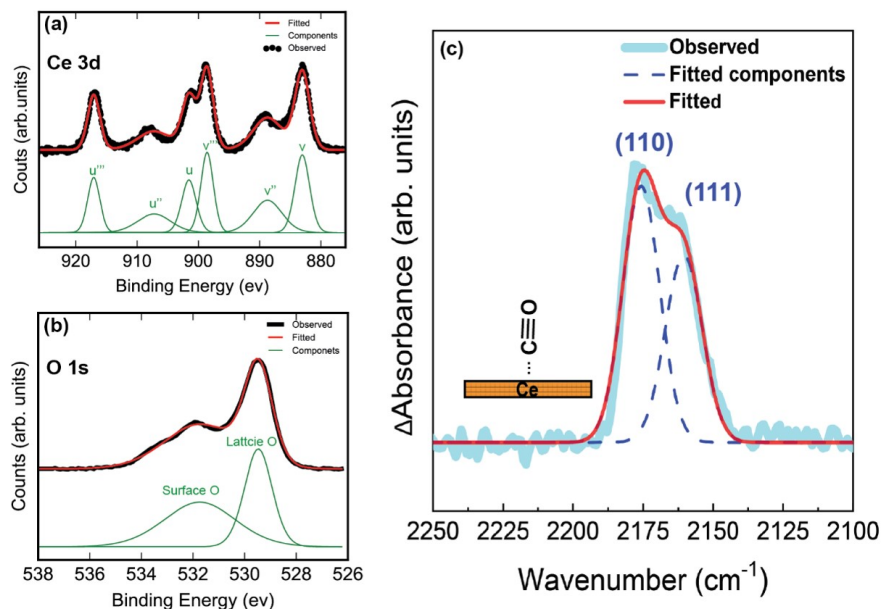 (a)
Ce 3d
Fitted
Components
Observed
u'''
u''
u
v'''
v''
v
Couts (arb.units)
920 910 900 890 880
Binding Energy (ev)
(b)
O 1s
Observed
Fitted
Componets
Lattcie O
Surface O
Counts (arb. units)
538 536 534 532 530 528 526
Binding Energy (ev)
(c)
Observed
Fitted components
Fitted
(110)
(111)
C≡O
Ce
ΔAbsorbance (arb. units)
2250 2225 2200 2175 2150 2125 2100
Wavenumber (cm⁻¹)